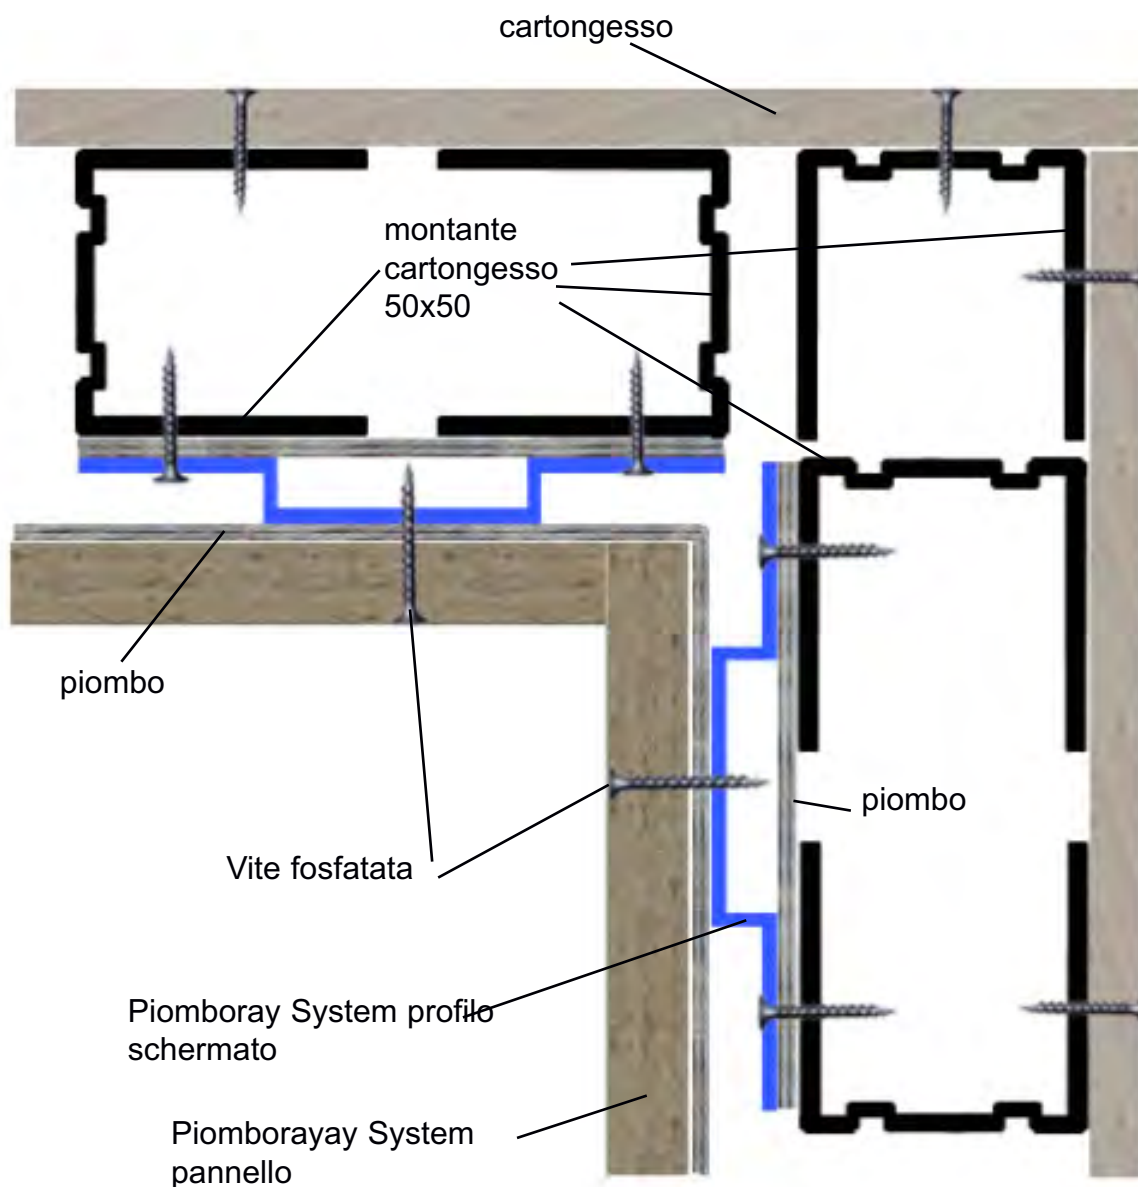 cartongesso
montante
cartongesso
50x50
piombo
piombo
Vite fosfatata
Piomboray System profilo
schermato
Piomborayay System
pannello